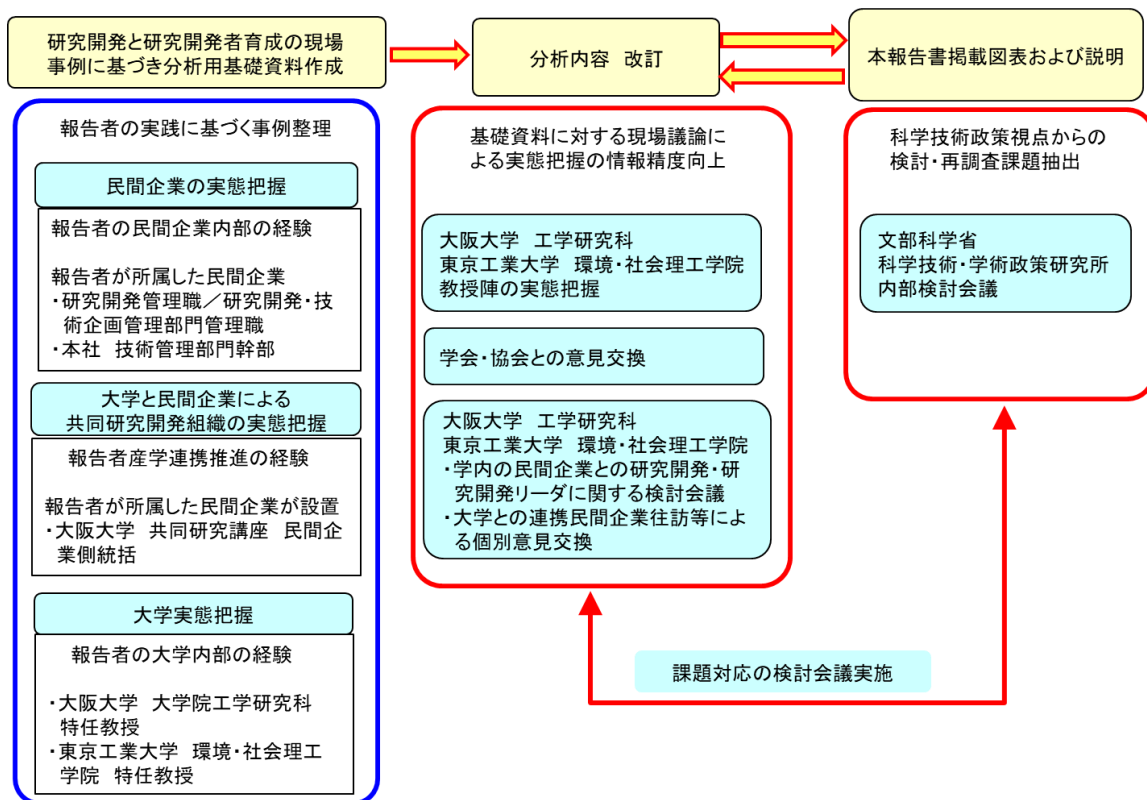 研究開発と研究開発者育成の現場
事例に基づき分析用基礎資料作成
分析内容 改訂
本報告書掲載図表および説明
報告者の実践に基づく事例整理
民間企業の実態把握
報告者の民間企業内部の経験
報告者が所属した民間企業
・研究開発管理職／研究開発・技
術企画管理部門管理職
・本社 技術管理部門幹部
大学と民間企業による
共同研究開発組織の実態把握
報告者産学連携推進の経験
報告者が所属した民間企業が設置
・大阪大学 共同研究講座 民間企
業側統括
大学実態把握
報告者の大学内部の経験
・大阪大学 大学院工学研究科
特任教授
・東京工業大学 環境・社会理工
学院 特任教授
基礎資料に対する現場議論に
よる実態把握の情報精度向上
大阪大学 工学研究科
東京工業大学 環境・社会理工学院
教授陣の実態把握
学会・協会との意見交換
大阪大学 工学研究科
東京工業大学 環境・社会理工学院
・学内の民間企業との研究開発・研
究開発リーダに関する検討会議
・大学との連携民間企業往訪等によ
る個別意見交換
科学技術政策視点からの
検討・再調査課題抽出
文部科学省
科学技術・学術政策研究所
内部検討会議
課題対応の検討会議実施